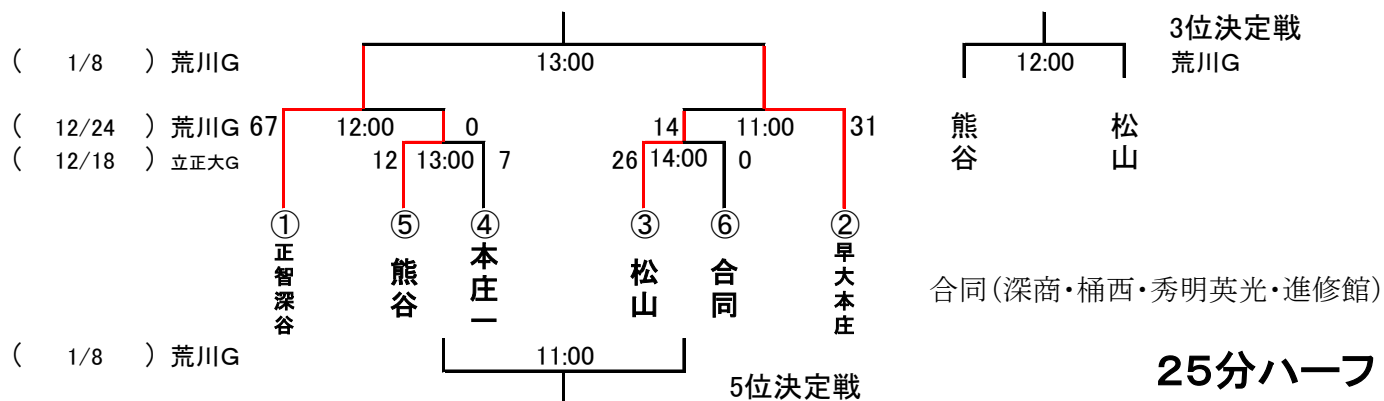 3位決定戦
( 1/8 ) 荒川G 13:00 12:00 荒川G
( 12/24 ) 荒川G 67 12:00 0 14 11:00 31
( 12/18 ) 立正大G 12 13:00 7 26 14:00 0
熊谷 松山
① ⑤ ④ ③ ⑥ ②
正智深谷 熊谷 本庄一 松山 合同 早大本庄
合同(深商・桶西・秀明英光・進修館)
( 1/8 ) 荒川G 11:00
5位決定戦
25分ハーフ